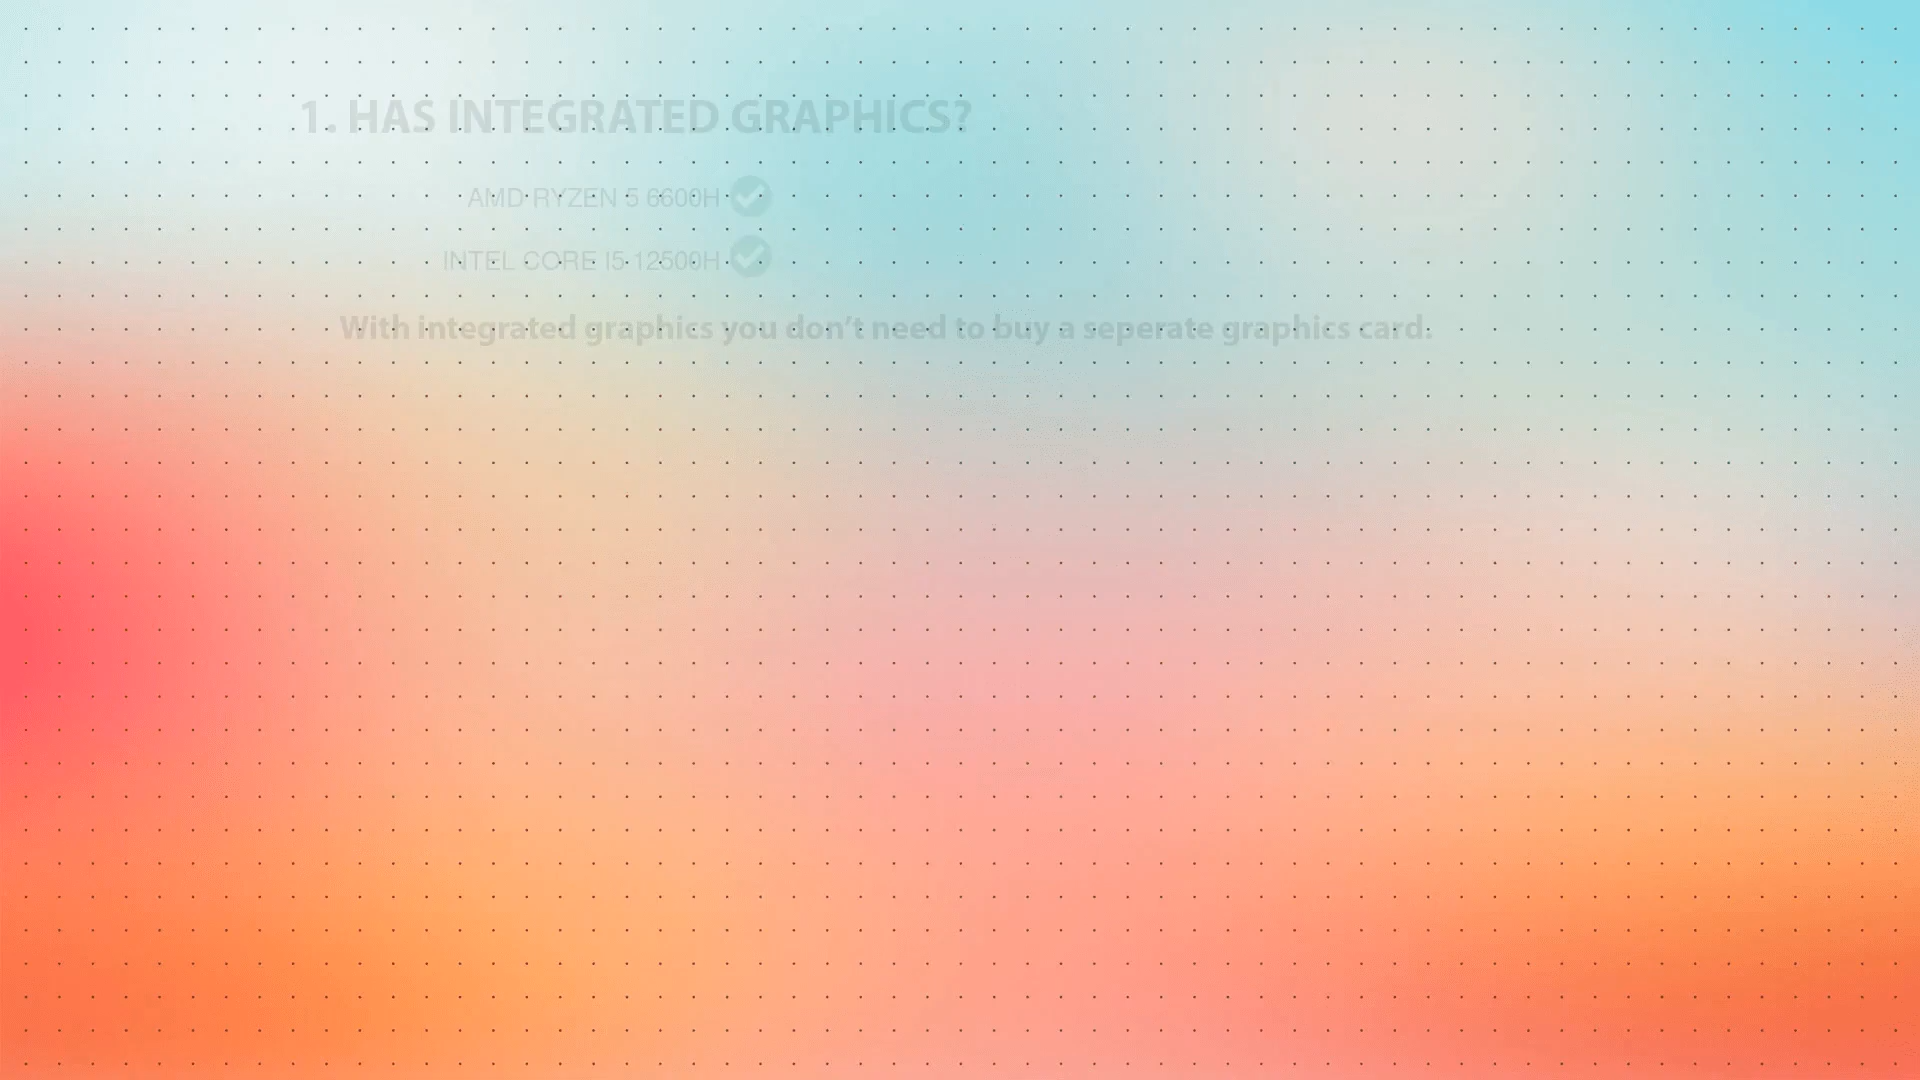 1. HAS INTEGRATED GRAPHICS?
AMD RYZEN 5 6600H
INTEL CORE I5 12500H
With integrated graphics you don’t need to buy a seperate graphics card.